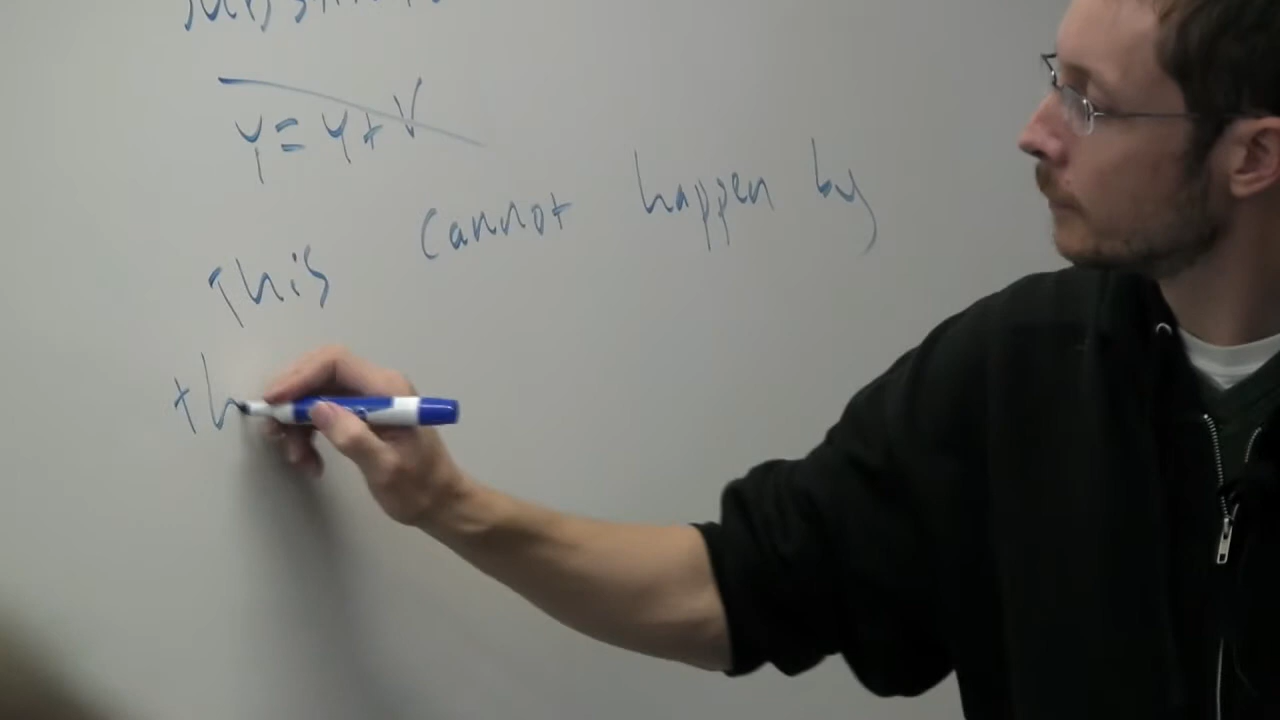 Y = Y + V
This cannot happen by
th